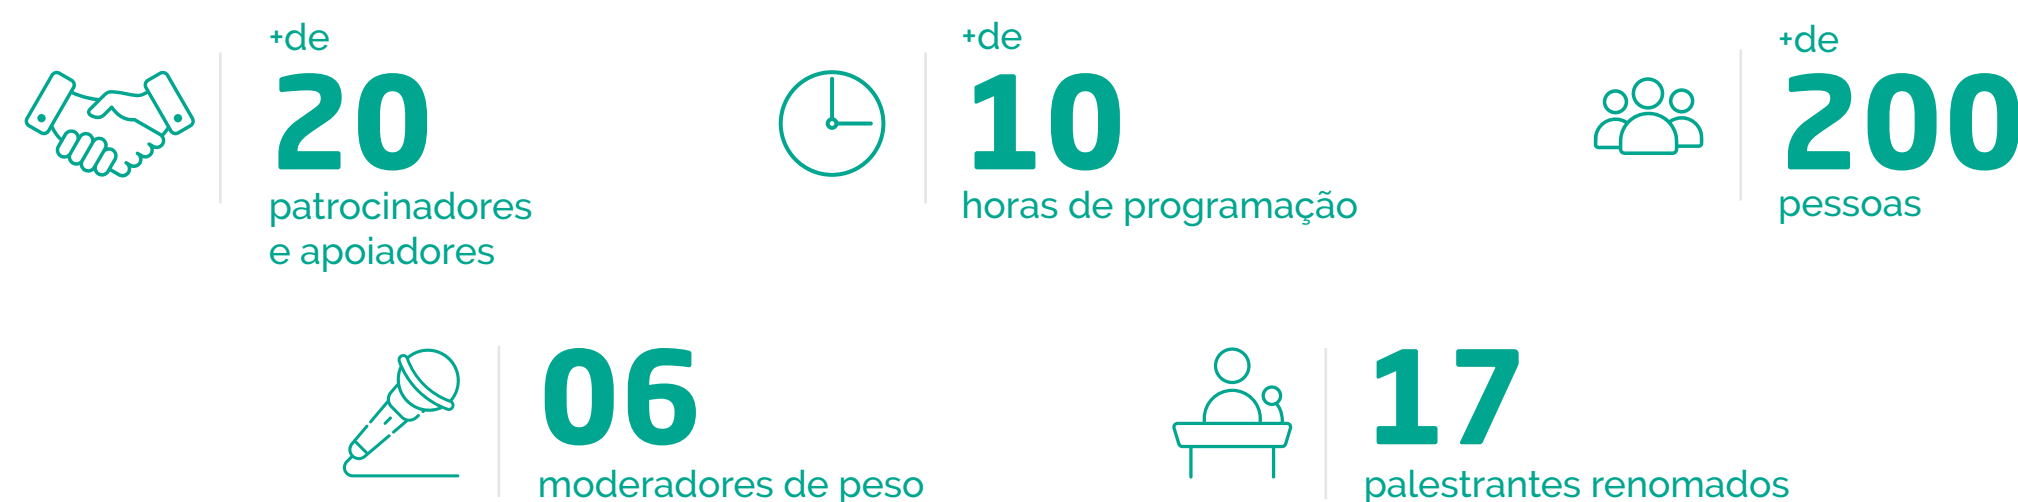 +de
20
patrocinadores
e apoiadores
+de
10
horas de programação
+de
200
pessoas
06
moderadores de peso
17
palestrantes renomados